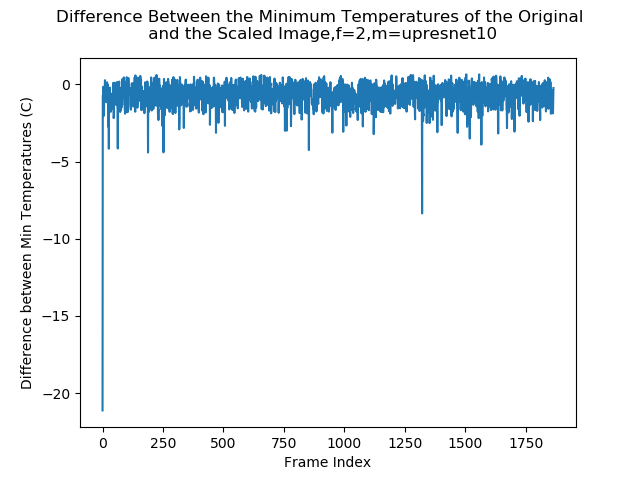 Difference Between the Minimum Temperatures of the Original
and the Scaled Image,f=2,m=upresnet10
0
−5
−10
−15
−20
Difference between Min Temperatures (C)
0 250 500 750 1000 1250 1500 1750
Frame Index